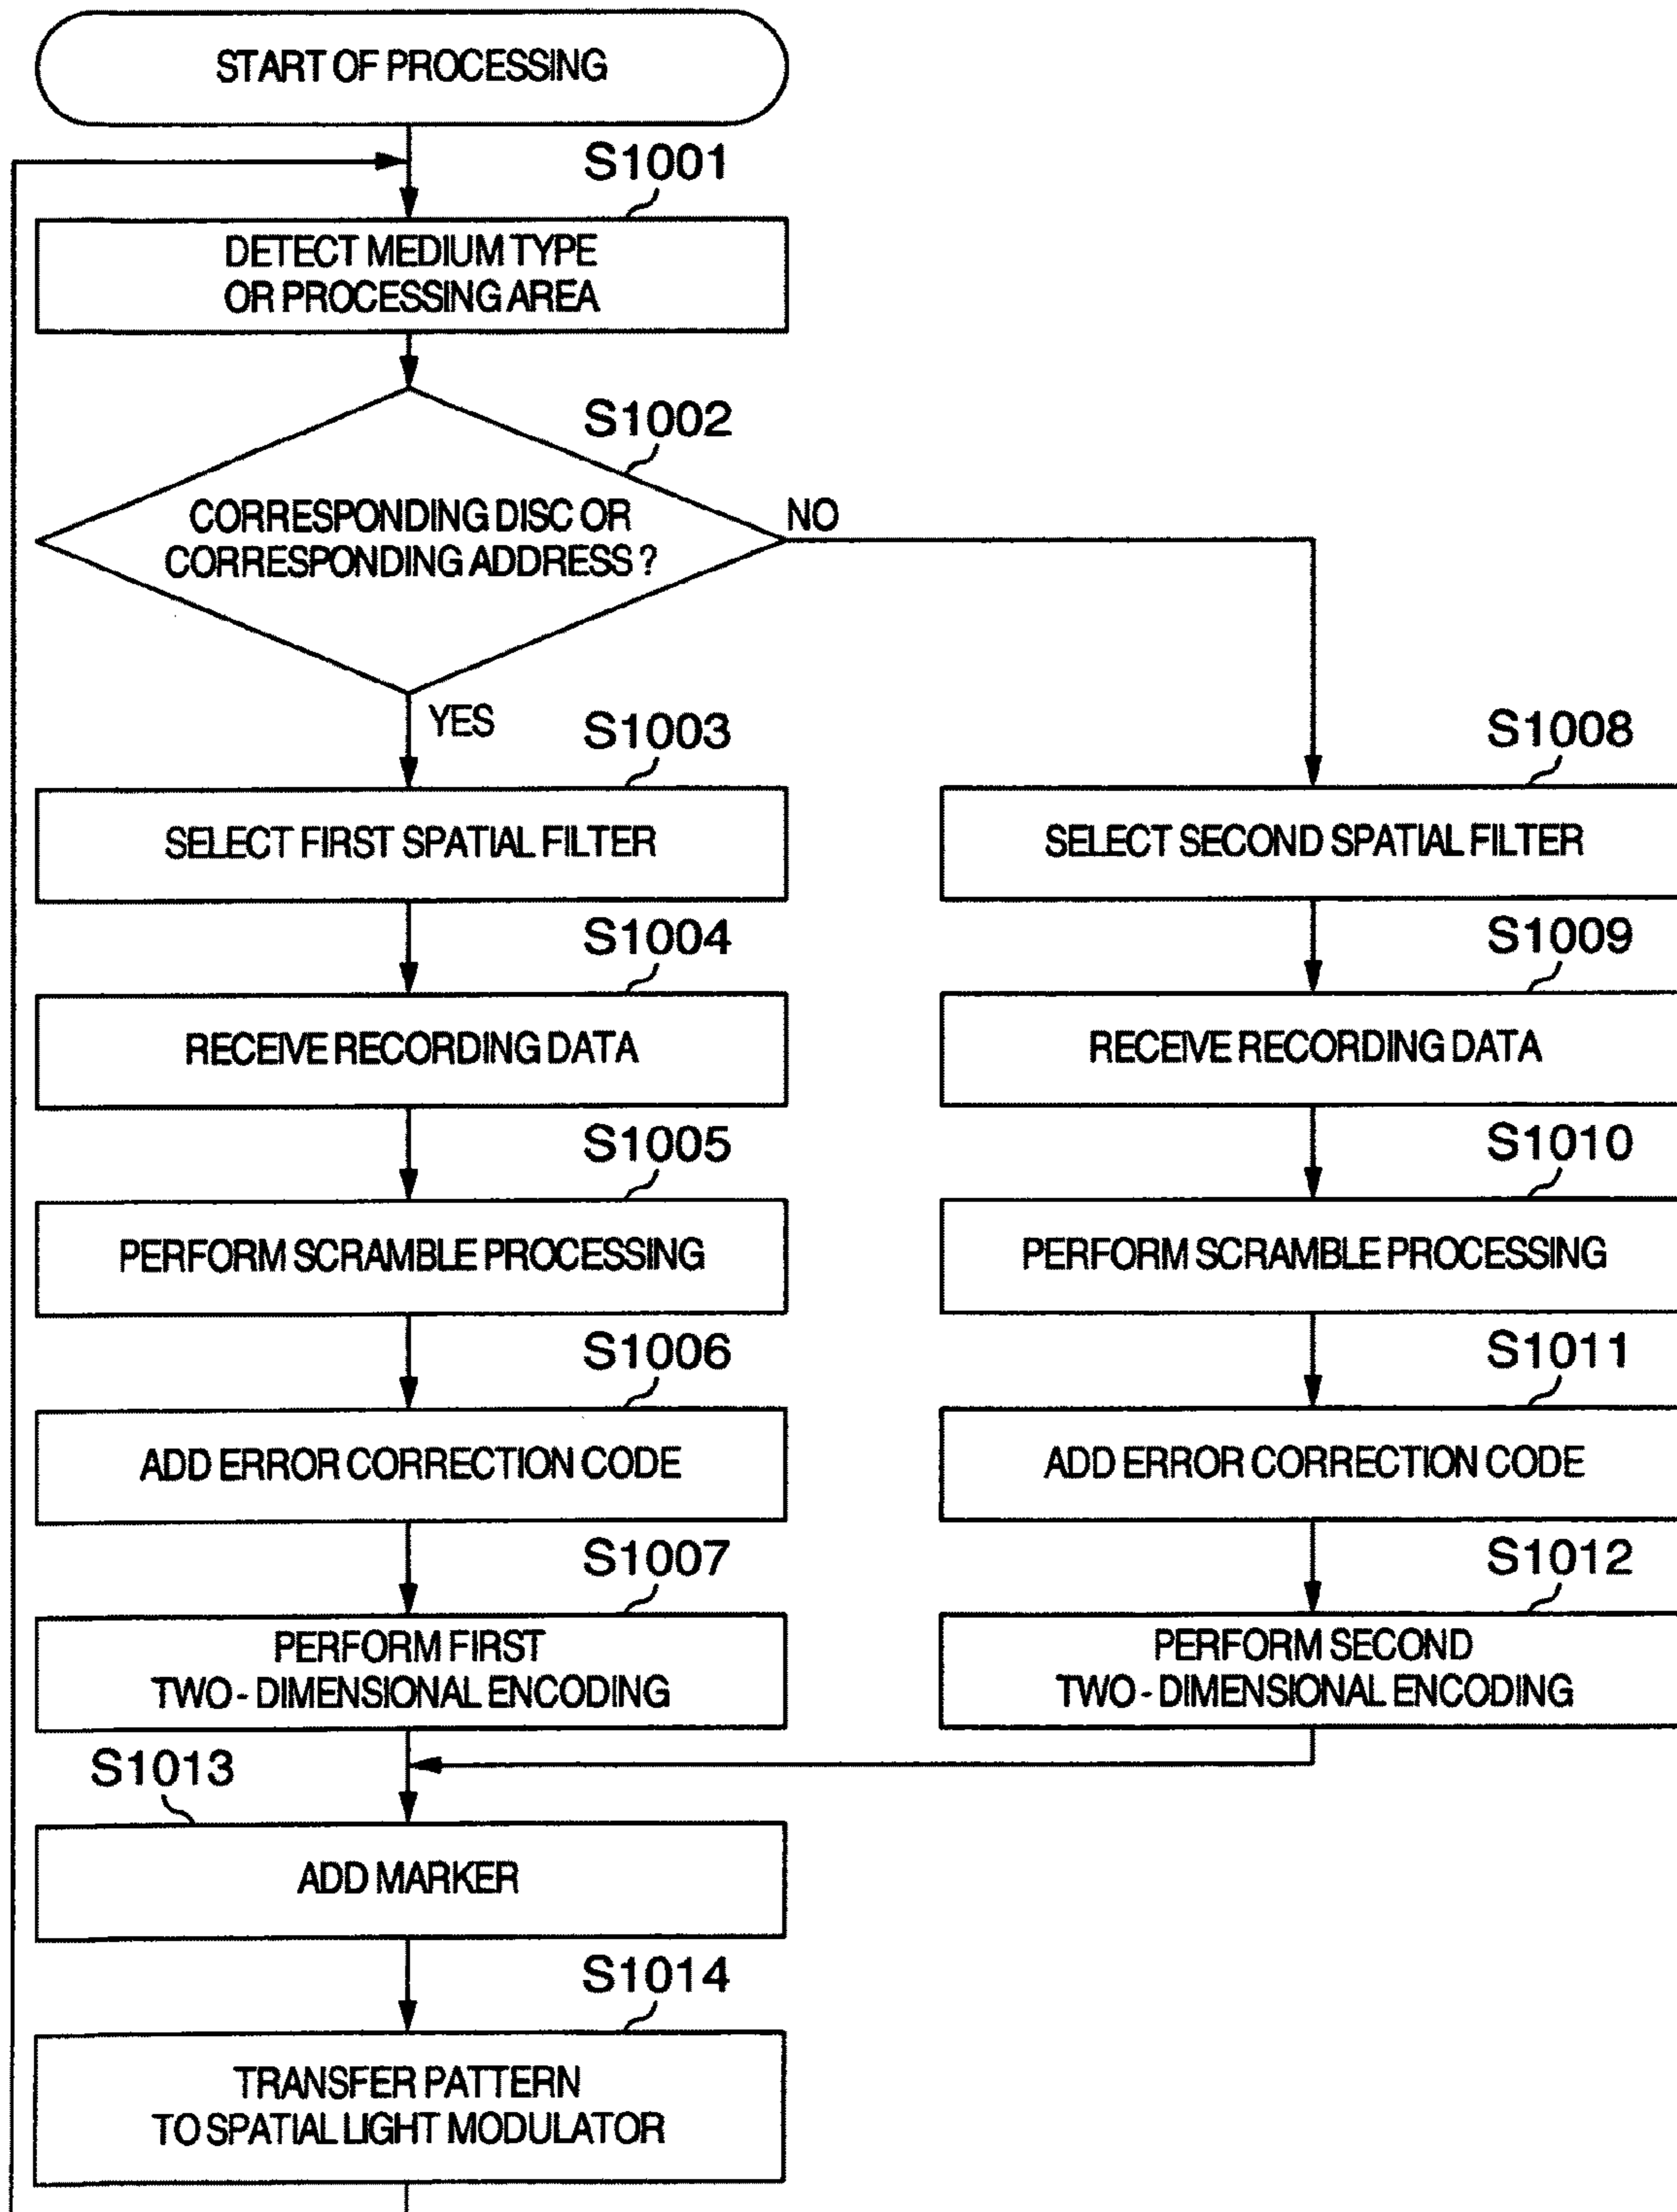 START OF PROCESSING
S1001
DETECT MEDIUM TYPE
OR PROCESSING AREA
S1002
CORRESPONDING DISC OR
CORRESPONDING ADDRESS ?
NO
YES
S1003
SELECT FIRST SPATIAL FILTER
S1008
SELECT SECOND SPATIAL FILTER
S1004
RECEIVE RECORDING DATA
S1009
RECEIVE RECORDING DATA
S1005
PERFORM SCRAMBLE PROCESSING
S1010
PERFORM SCRAMBLE PROCESSING
S1006
ADD ERROR CORRECTION CODE
S1011
ADD ERROR CORRECTION CODE
S1007
PERFORM FIRST
TWO - DIMENSIONAL ENCODING
S1012
PERFORM SECOND
TWO - DIMENSIONAL ENCODING
S1013
ADD MARKER
S1014
TRANSFER PATTERN
TO SPATIAL LIGHT MODULATOR